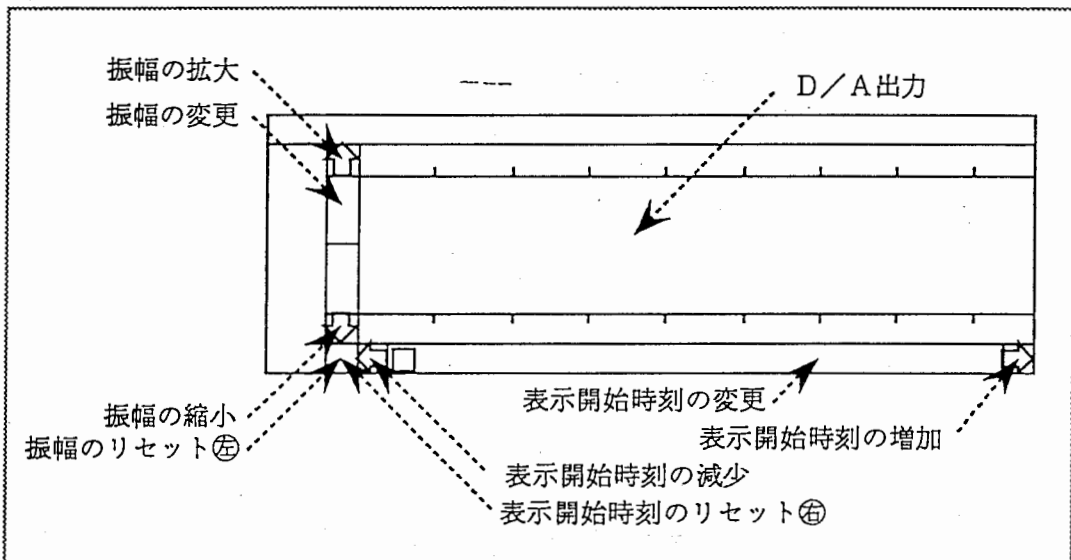 振幅の拡大
振幅の変更
D/A出力
振幅の縮小
振幅のリセット㊧
表示開始時刻の変更
表示開始時刻の増加
表示開始時刻の減少
表示開始時刻のリセット㊨